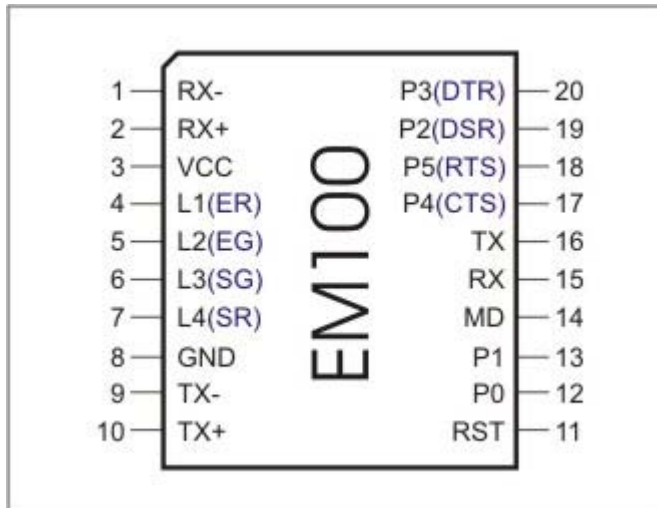 1 RX- P3(DTR) 20
2 RX+ P2(DSR) 19
3 VCC P5(RTS) 18
4 L1(ER) P4(CTS) 17
5 L2(EG) TX 16
6 L3(SG) RX 15
7 L4(SR) MD 14
8 GND P1 13
9 TX- P0 12
10 TX+ RST 11
EM100